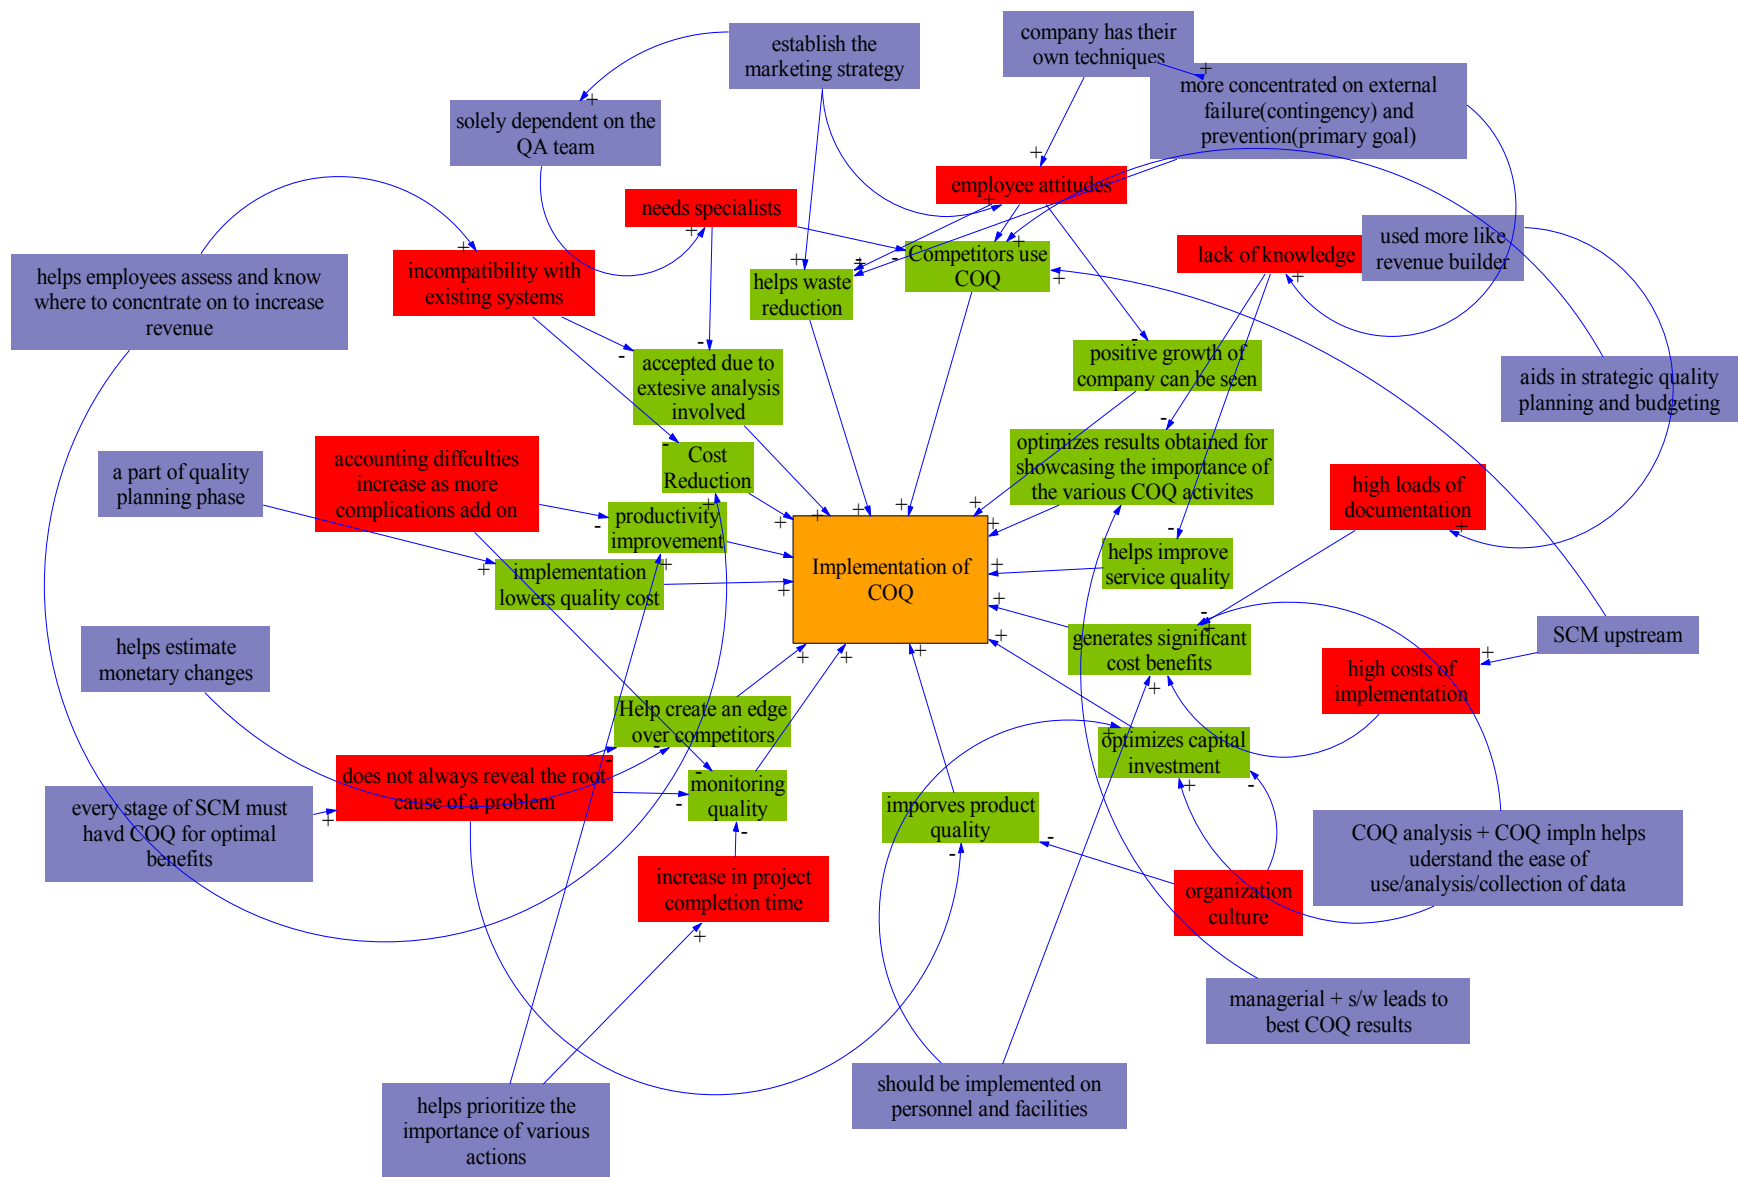 establish the
marketing strategy
company has their
own techniques
more concentrated on external
failure(contingency) and
prevention(primary goal)
solely dependent on the
QA team
employee attitudes
needs specialists
used more like
revenue builder
lack of knowledge
Competitors use
COQ
incompatibility with
existing systems
helps employees assess and know
where to concntrate on to increase
revenue
helps waste
reduction
positive growth of
company can be seen
accepted due to
extesive analysis
involved
aids in strategic quality
planning and budgeting
optimizes results obtained for
showcasing the importance of
the various COQ activites
accounting diffculties
increase as more
complications add on
Cost
Reduction
a part of quality
planning phase
high loads of
documentation
productivity
improvement
Implementation of
COQ
helps improve
service quality
implementation
lowers quality cost
generates significant
cost benefits
SCM upstream
helps estimate
monetary changes
high costs of
implementation
Help create an edge
over competitors
optimizes capital
investment
does not always reveal the root
cause of a problem
monitoring
quality
imporves product
quality
every stage of SCM must
havd COQ for optimal
benefits
COQ analysis + COQ impln helps
uderstand the ease of
use/analysis/collection of data
increase in project
completion time
organization
culture
managerial + s/w leads to
best COQ results
should be implemented on
personnel and facilities
helps prioritize the
importance of various
actions